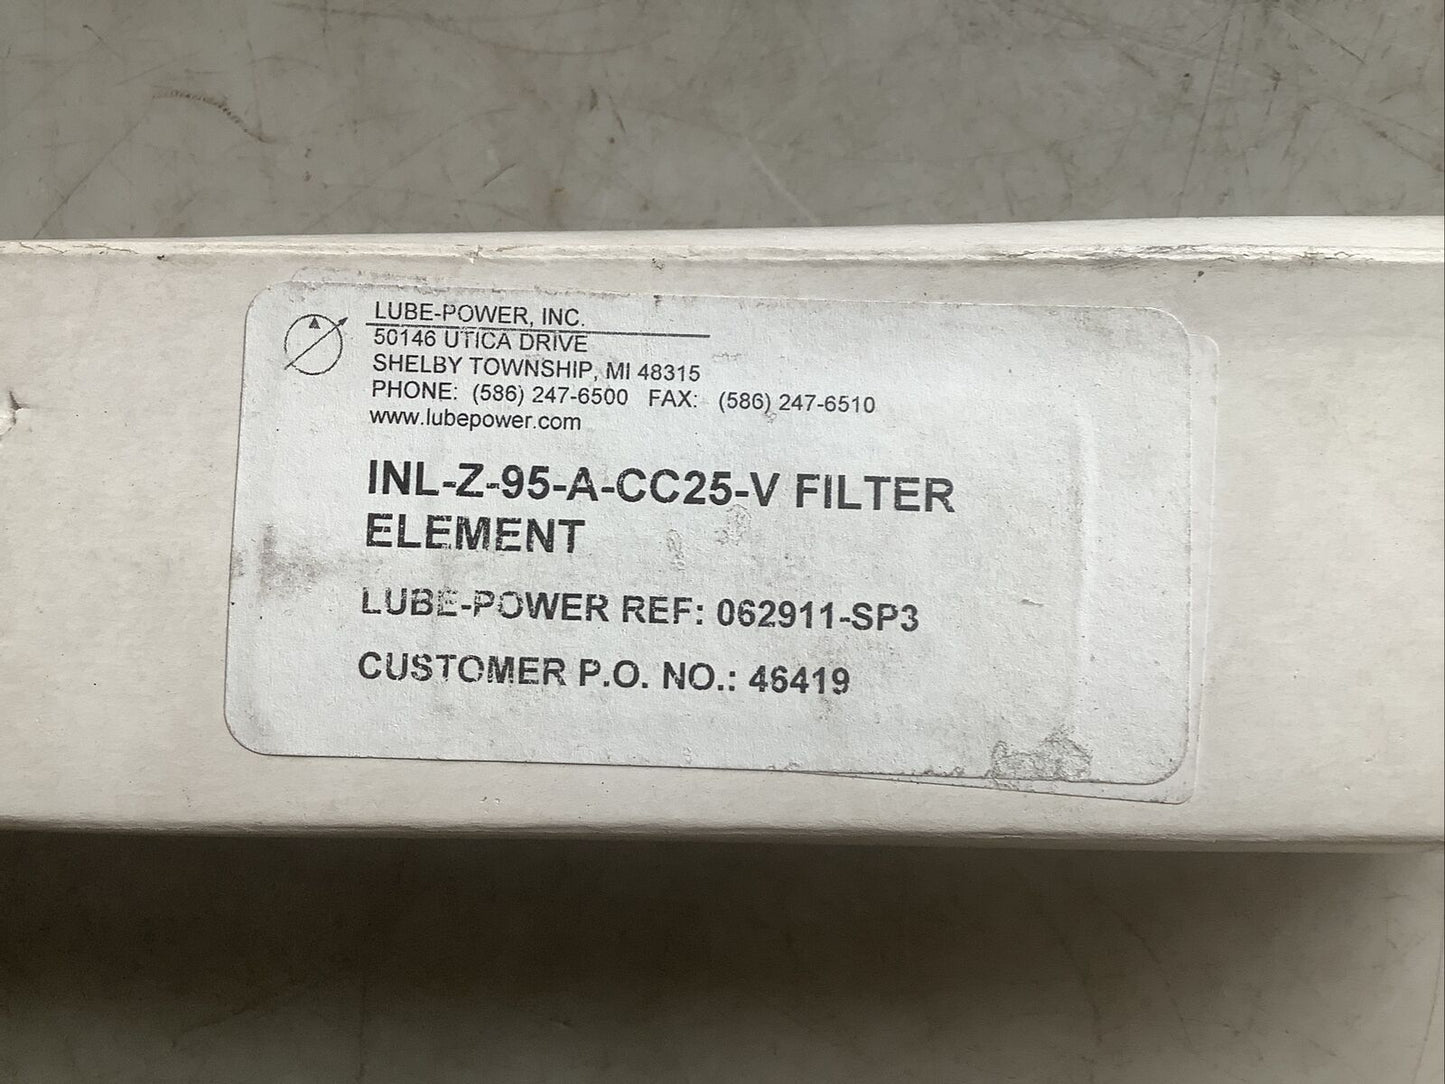 LUBE-POWER, INC.
50146 UTICA DRIVE
SHELBY TOWNSHIP, MI 48315
PHONE: (586) 247-6500 FAX: (586) 247-6510
www.lubepower.com
INL-Z-95-A-CC25-V FILTER
ELEMENT
LUBE-POWER REF: 062911-SP3
CUSTOMER P.O. NO.: 46419